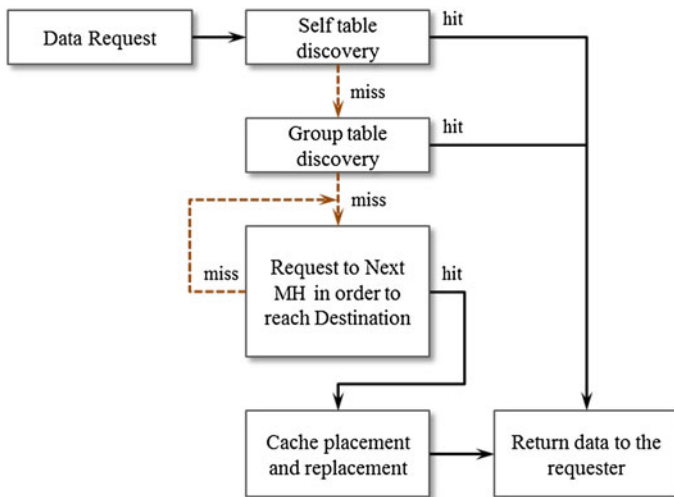 Data Request
Self table
discovery
hit
miss
Group table
discovery
hit
miss
Request to Next
MH in order to
reach Destination
miss
hit
Cache placement
and replacement
Return data to the
requester